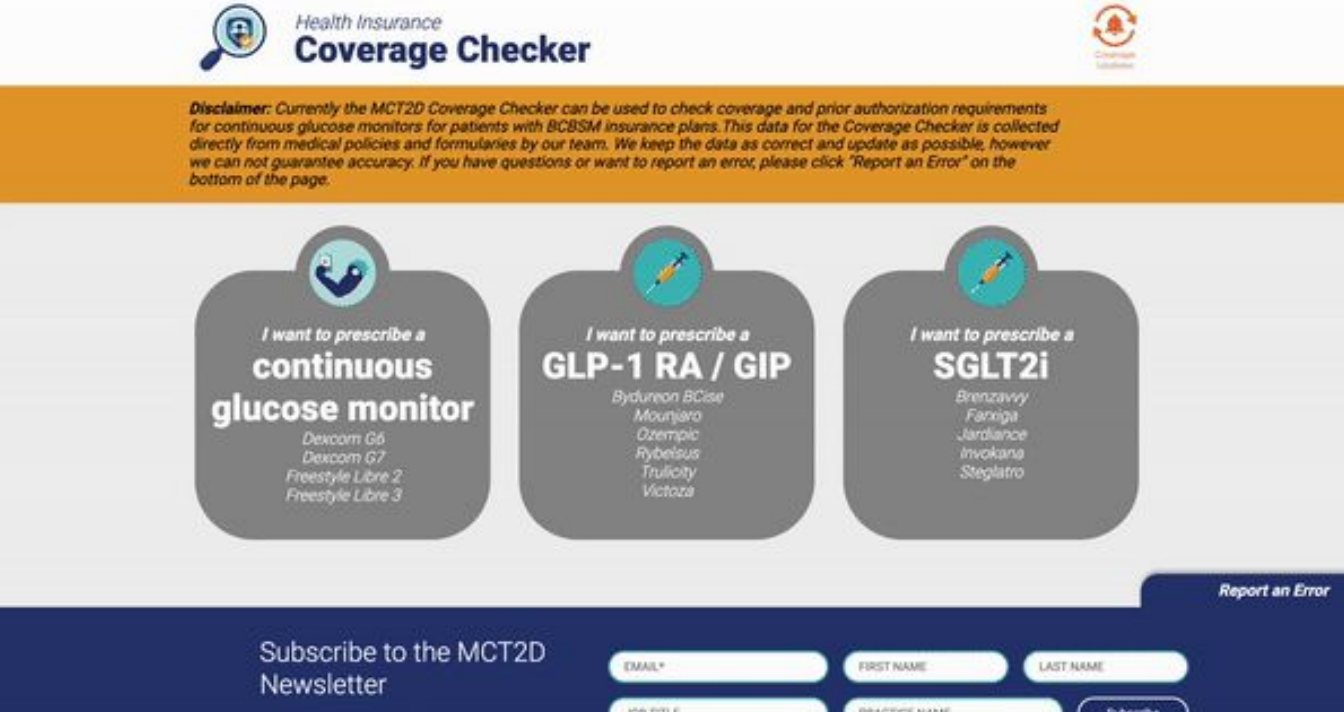 Health Insurance
Coverage Checker
Coverage
Updates
Disclaimer: Currently the MCT2D Coverage Checker can be used to check coverage and prior authorization requirements
for continuous glucose monitors for patients with BCBSM insurance plans. This data for the Coverage Checker is collected
directly from medical policies and formularies by our team. We keep the data as correct and update as possible, however
we can not guarantee accuracy. If you have questions or want to report an error, please click "Report an Error" on the
bottom of the page.
I want to prescribe a
continuous
glucose monitor
Dexcom G6
Dexcom G7
Freestyle Libre 2
Freestyle Libre 3
I want to prescribe a
GLP-1 RA / GIP
Bydureon BCise
Mounjaro
Ozempic
Rybelsus
Trulicity
Victoza
I want to prescribe a
SGLT2i
Brenzavvy
Farxiga
Jardiance
Invokana
Steglatro
Report an Error
Subscribe to the MCT2D
Newsletter
EMAIL*
FIRST NAME
LAST NAME
JOB TITLE
PRACTICE NAME
Subscribe